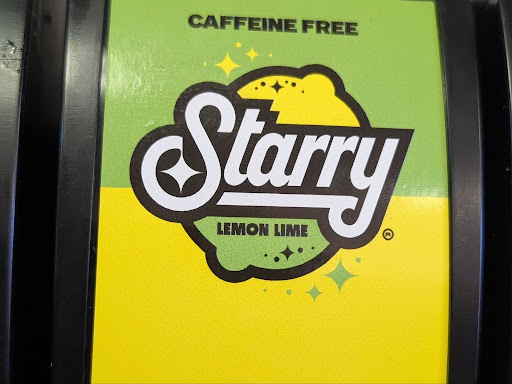 CAFFEINE FREE
Starry
LEMON LIME
®